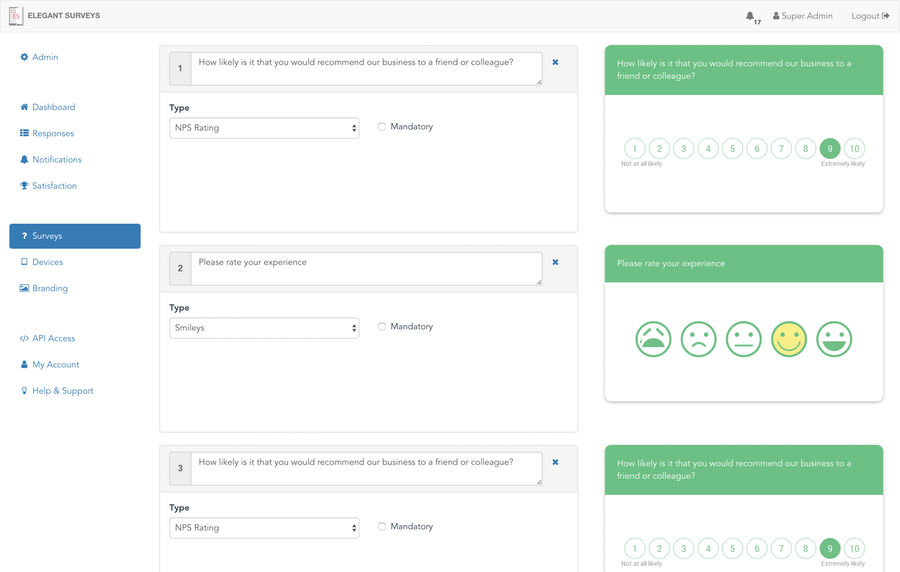 ES
ELEGANT SURVEYS
17
Super Admin
Logout
Admin
Dashboard
Responses
Notifications
Satisfaction
? Surveys
Devices
Branding
</> API Access
My Account
Help & Support
1
How likely is it that you would recommend our business to a friend or colleague?
Type
NPS Rating
Mandatory
How likely is it that you would recommend our business to a
friend or colleague?
1 2 3 4 5 6 7 8 9 10
Not at all likely
Extremely likely
2
Please rate your experience
Type
Smileys
Mandatory
Please rate your experience
3
How likely is it that you would recommend our business to a friend or colleague?
Type
NPS Rating
Mandatory
How likely is it that you would recommend our business to a
friend or colleague?
1 2 3 4 5 6 7 8 9 10
Not at all likely
Extremely likely